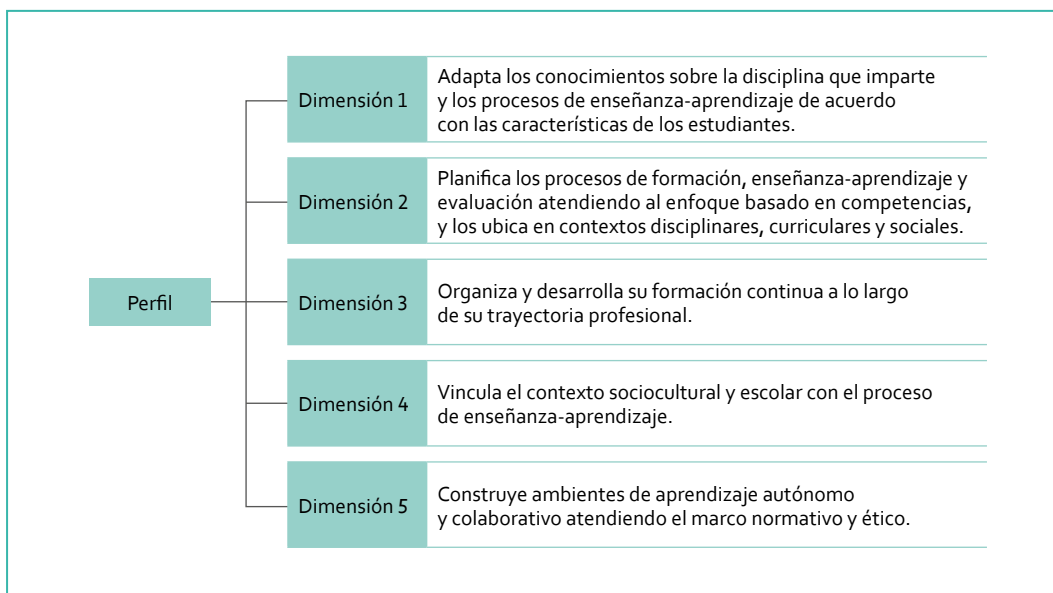 Perfil
Dimensión 1
Adapta los conocimientos sobre la disciplina que imparte
y los procesos de enseñanza-aprendizaje de acuerdo
con las características de los estudiantes.
Dimensión 2
Planifica los procesos de formación, enseñanza-aprendizaje y
evaluación atendiendo al enfoque basado en competencias,
y los ubica en contextos disciplinares, curriculares y sociales.
Dimensión 3
Organiza y desarrolla su formación continua a lo largo
de su trayectoria profesional.
Dimensión 4
Vincula el contexto sociocultural y escolar con el proceso
de enseñanza-aprendizaje.
Dimensión 5
Construye ambientes de aprendizaje autónomo
y colaborativo atendiendo el marco normativo y ético.